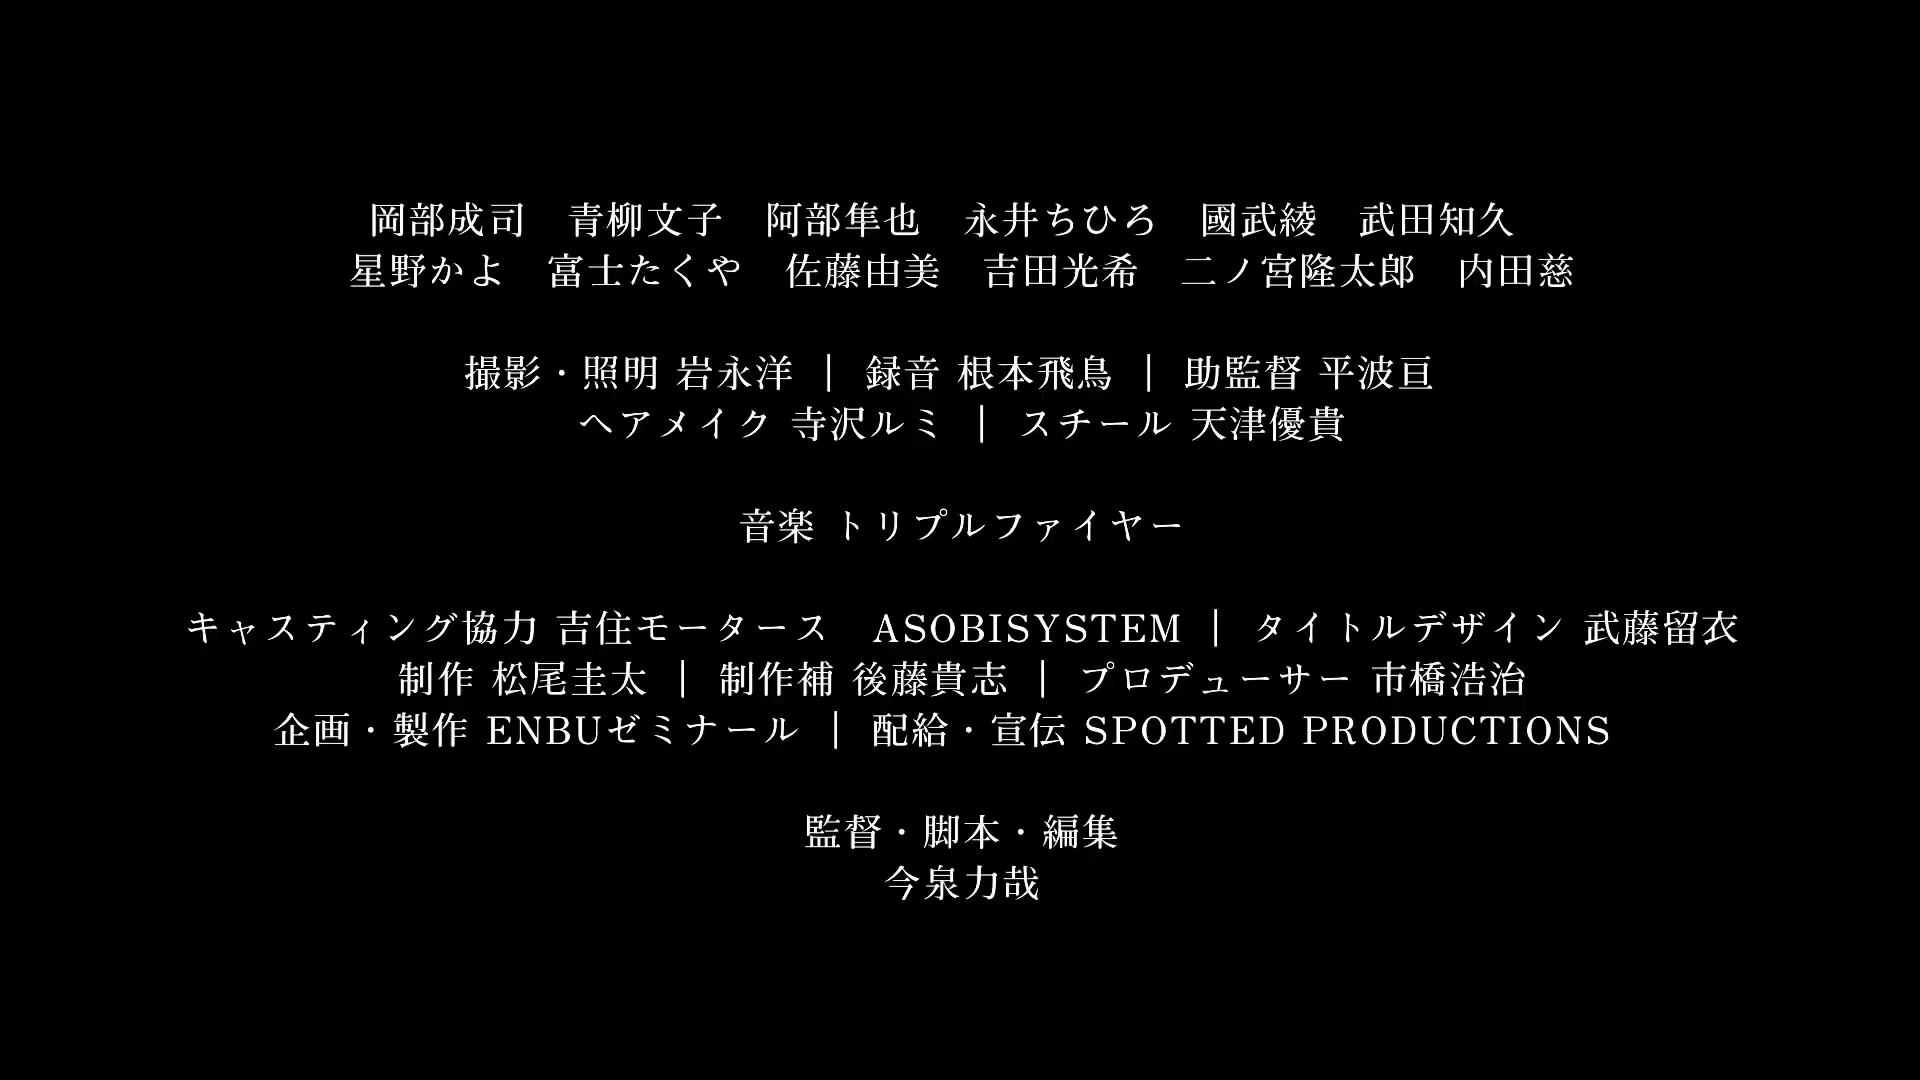 岡部成司　青柳文子　阿部隼也　永井ちひろ　國武綾　武田知久
星野かよ　富士たくや　佐藤由美　吉田光希　二ノ宮隆太郎　内田慈
撮影・照明 岩永洋 ｜ 録音 根本飛鳥 ｜ 助監督 平波亘
ヘアメイク 寺沢ルミ ｜ スチール 天津優貴
音楽 トリプルファイヤー
キャスティング協力 吉住モータース　ASOBISYSTEM ｜ タイトルデザイン 武藤留衣
制作 松尾圭太 ｜ 制作補 後藤貴志 ｜ プロデューサー 市橋浩治
企画・製作 ENBUゼミナール ｜ 配給・宣伝 SPOTTED PRODUCTIONS
監督・脚本・編集
今泉力哉